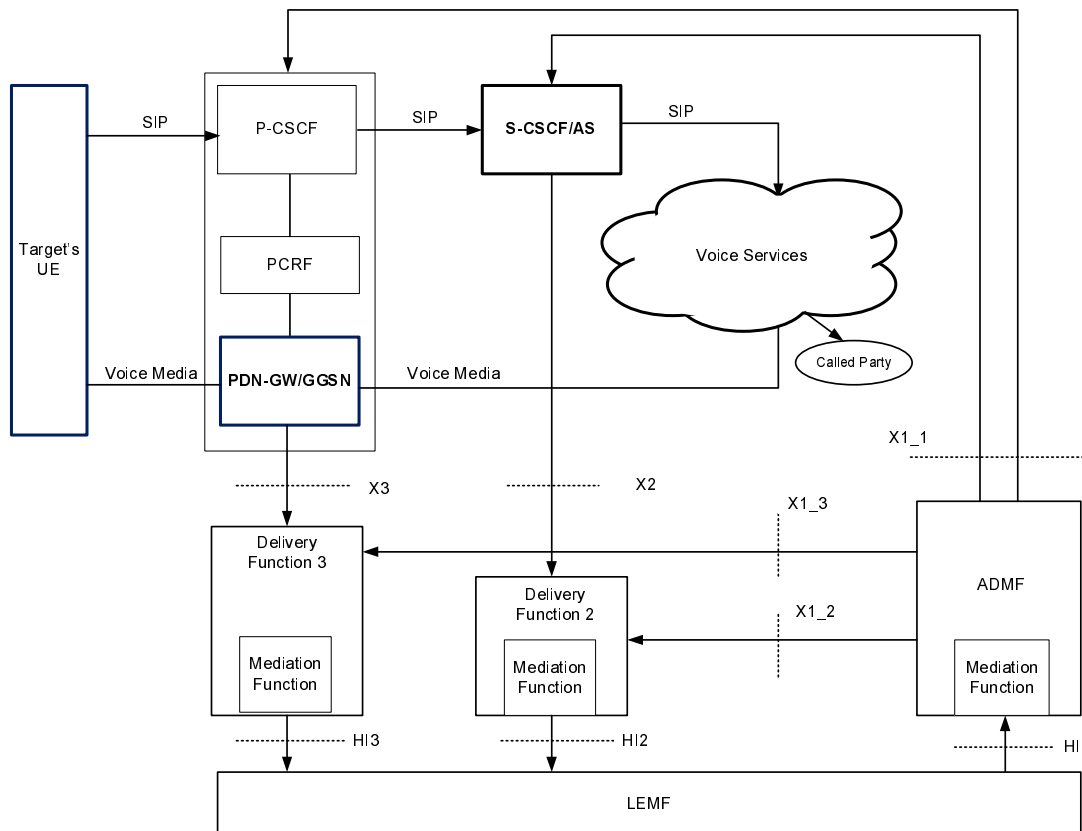 SIP
P-CSCF
SIP
S-CSCF/AS
SIP
Target's
UE
PCRF
Voice Services
Voice Media
PDN-GW/GGSN
Voice Media
Called Party
X1_1
X3
X2
X1_3
Delivery
Function 3
ADMF
Delivery
Function 2
X1_2
Mediation
Function
Mediation
Function
Mediation
Function
HI3
HI2
HI
LEMF